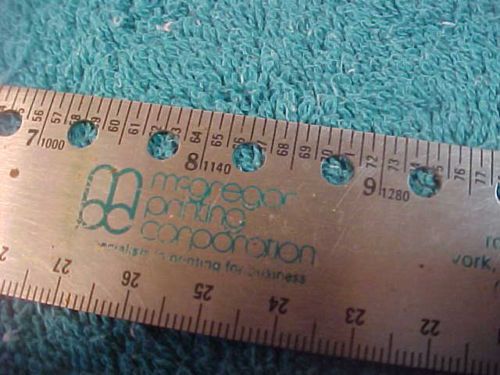 56 57 58 59 60 61 62 63 64 65 66 67 68 69 70 71 72 73 74 75 76 77
7 1000 8 1140 9 1280
mcgregor
printing
corporation
specialists in printing for business
work,
27 26 25 24 23 22